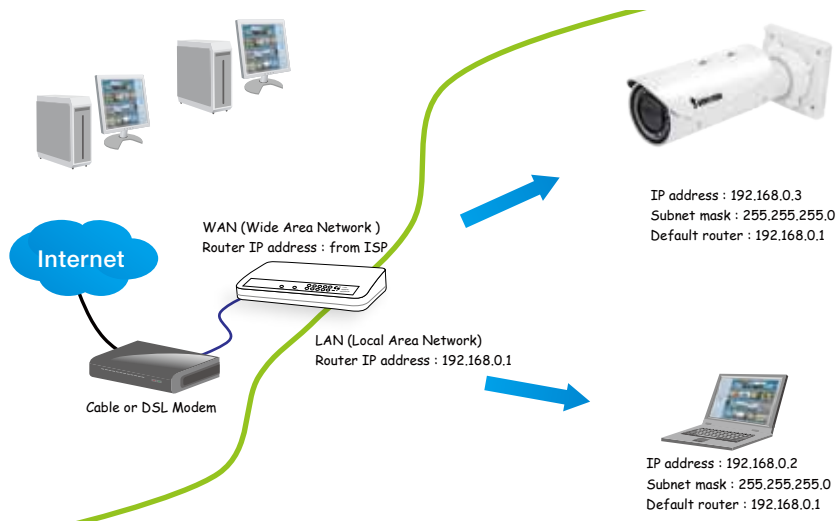 WAN (Wide Area Network )
Router IP address : from ISP
Internet
LAN (Local Area Network)
Router IP address : 192.168.0.1
Cable or DSL Modem
IP address : 192.168.0.3
Subnet mask : 255.255.255.0
Default router : 192.168.0.1
IP address : 192.168.0.2
Subnet mask : 255.255.255.0
Default router : 192.168.0.1